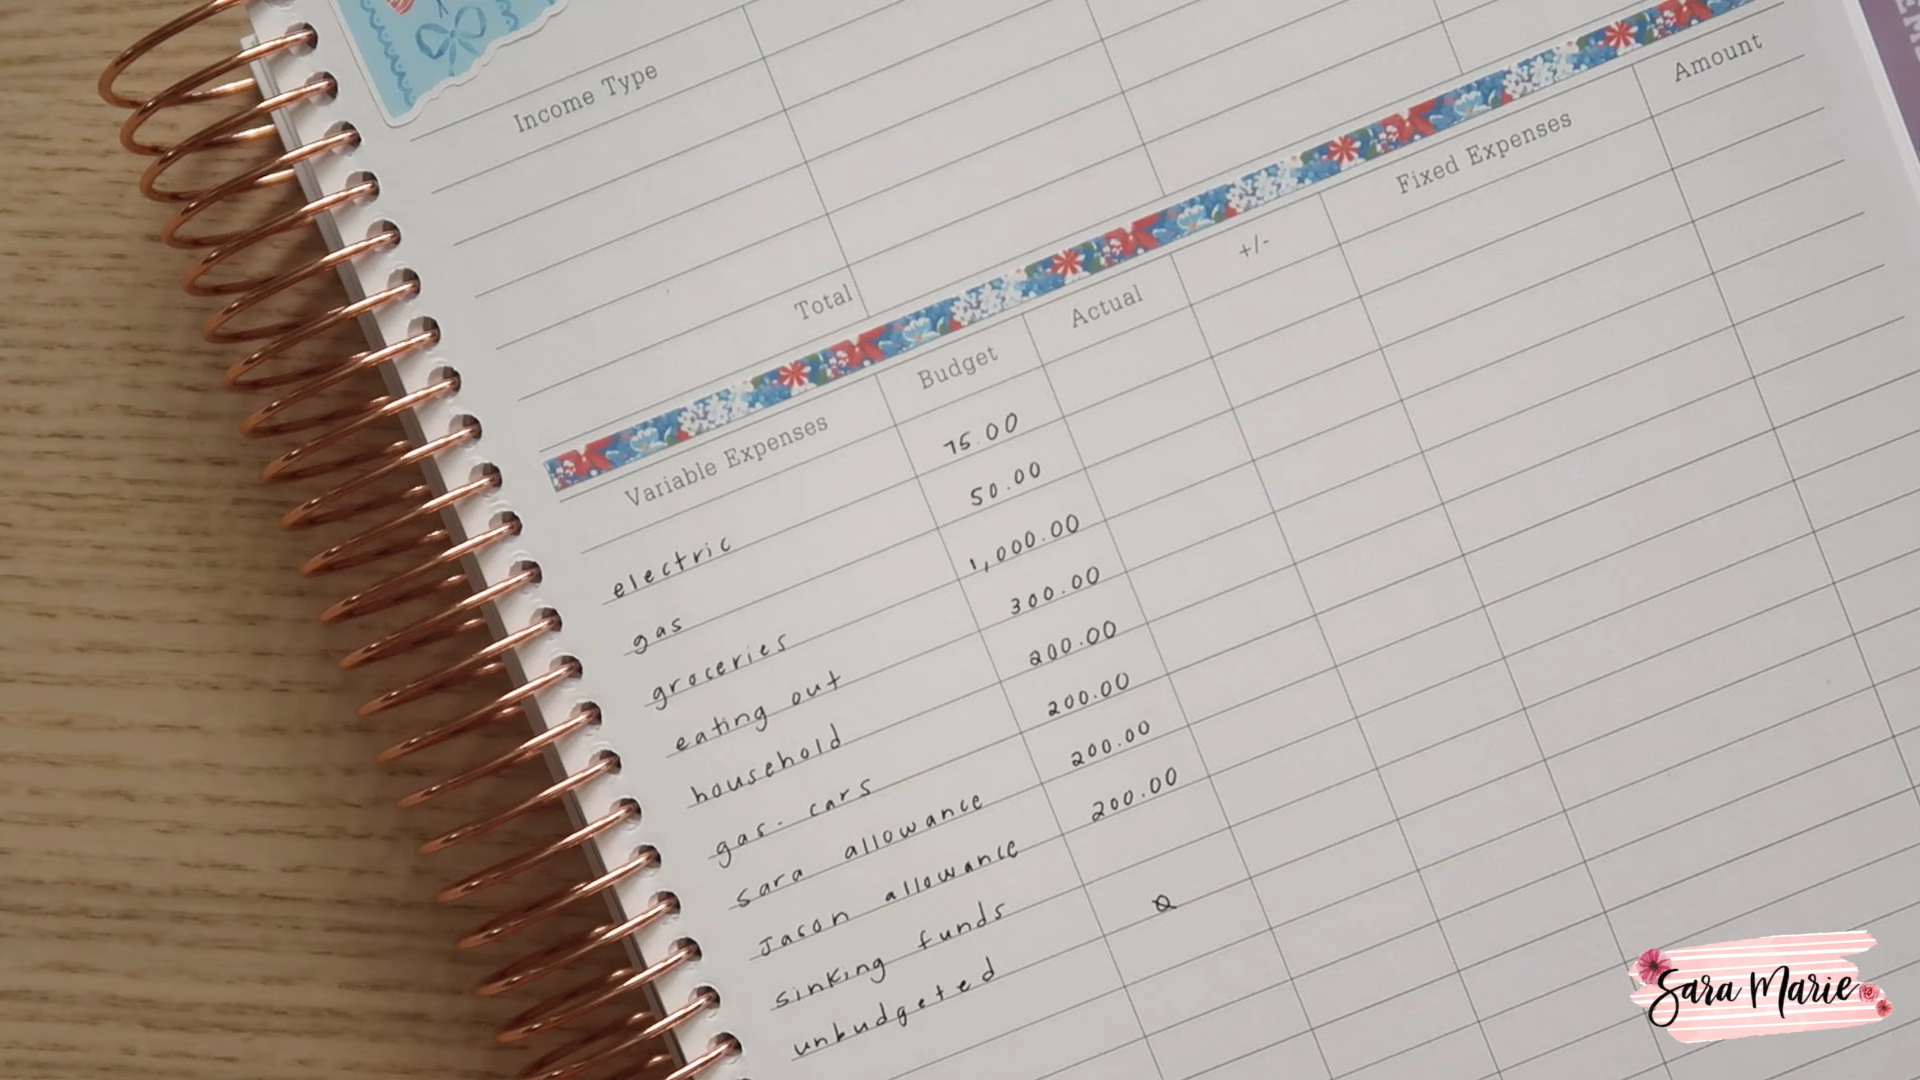 Income Type
Total
Variable Expenses Budget Actual +/- Fixed Expenses Amount
electric 75.00
gas 50.00
groceries 1,000.00
eating out 300.00
household 200.00
gas - cars 200.00
sara allowance 200.00
Jason allowance 200.00
sinking funds
unbudgeted Ø
Sara Marie